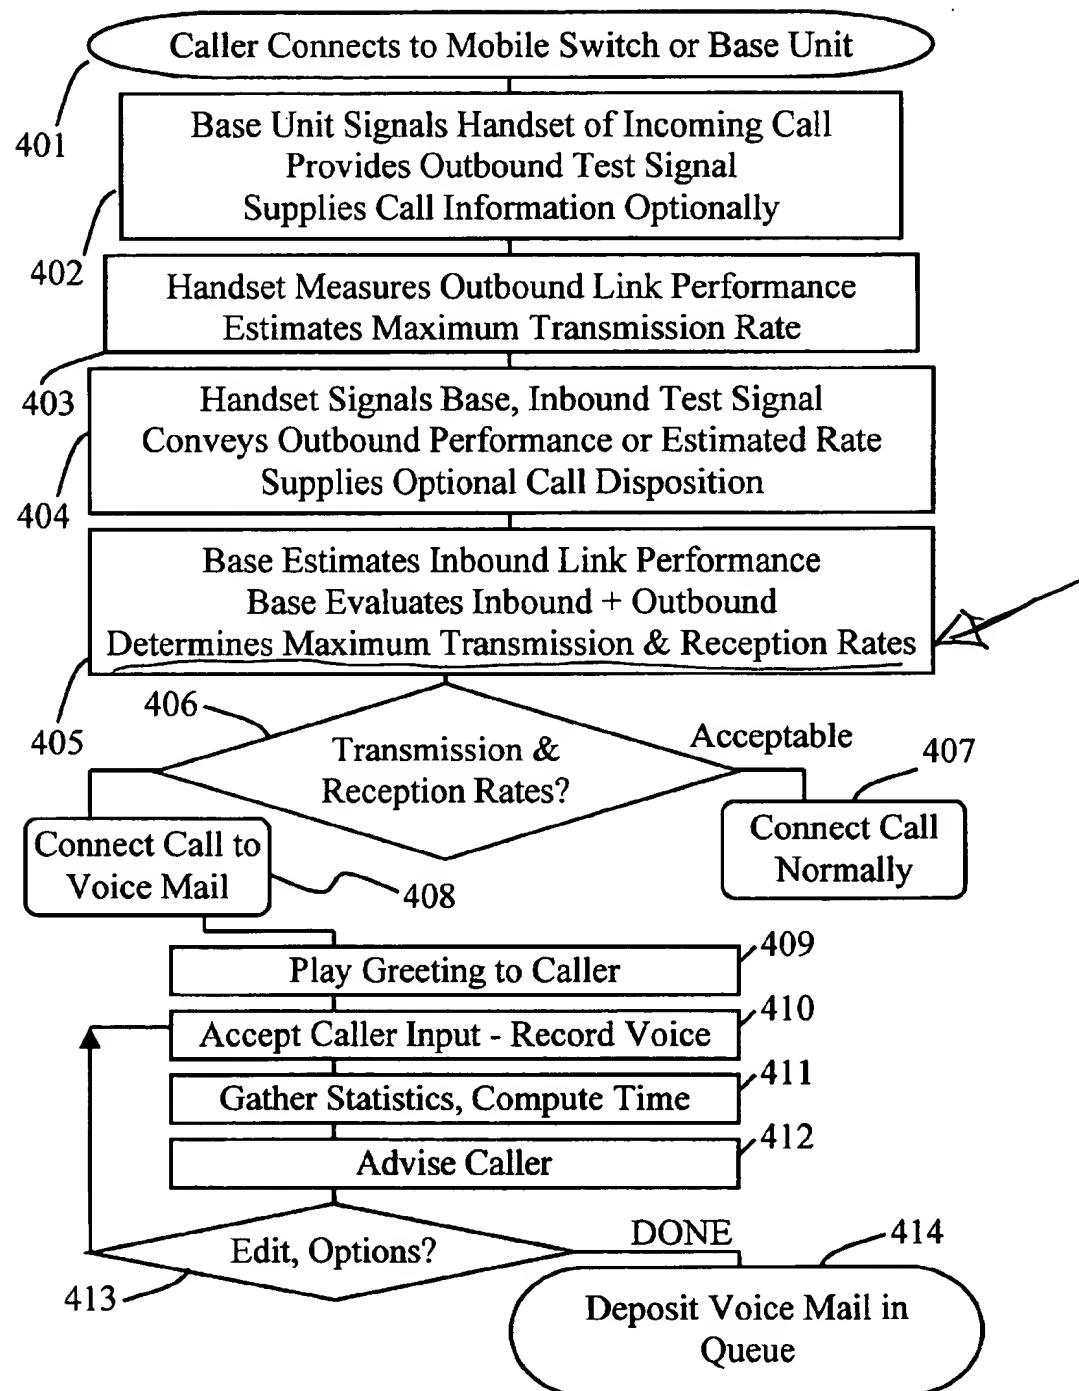 Caller Connects to Mobile Switch or Base Unit
401
Base Unit Signals Handset of Incoming Call
Provides Outbound Test Signal
Supplies Call Information Optionally
402
Handset Measures Outbound Link Performance
Estimates Maximum Transmission Rate
403
Handset Signals Base, Inbound Test Signal
Conveys Outbound Performance or Estimated Rate
Supplies Optional Call Disposition
404
Base Estimates Inbound Link Performance
Base Evaluates Inbound + Outbound
Determines Maximum Transmission & Reception Rates
405
406
Transmission &
Reception Rates?
Acceptable
407
Connect Call
Normally
Connect Call to
Voice Mail
408
409
Play Greeting to Caller
410
Accept Caller Input - Record Voice
411
Gather Statistics, Compute Time
412
Advise Caller
Edit, Options?
413
DONE
414
Deposit Voice Mail in
Queue